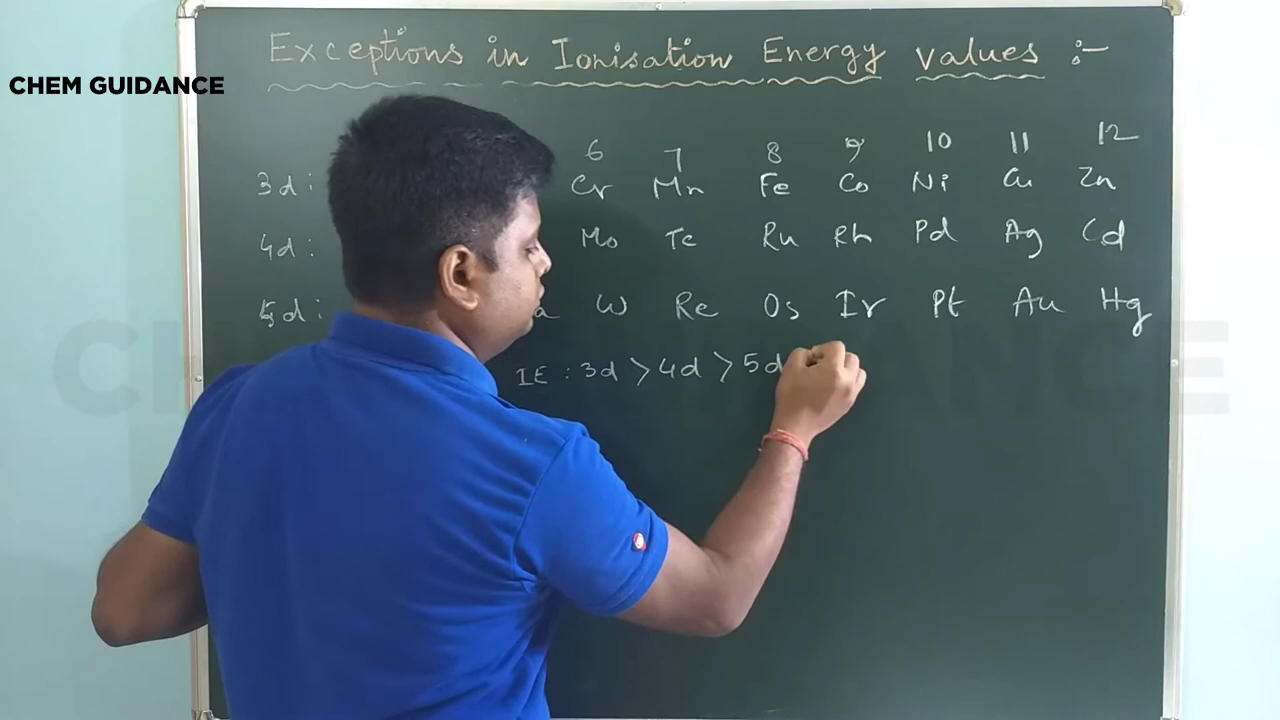 Exceptions in Ionisation Energy values :-
CHEM GUIDANCE
6 7 8 9 10 11 12
3d : Cr Mn Fe Co Ni Cu Zn
4d : Mo Tc Ru Rh Pd Ag Cd
5d : a W Re Os Ir Pt Au Hg
IE : 3d > 4d > 5d